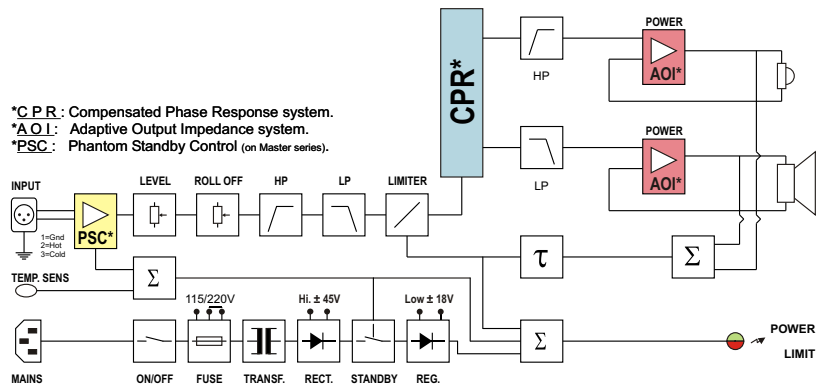 POWER
CPR*
HP
AOI*
*C P R : Compensated Phase Response system.
*A O I : Adaptive Output Impedance system.
*PSC : Phantom Standby Control (on Master series).
POWER
LP
AOI*
INPUT
LEVEL
ROLL OFF
HP
LP
LIMITER
PSC*
1=Gnd
2=Hot
3=Cold
τ
Σ
TEMP. SENS
Σ
115/220V
Hi. ± 45V
Low ± 18V
Σ
POWER
LIMIT
MAINS
ON/OFF
FUSE
TRANSF.
RECT.
STANDBY
REG.